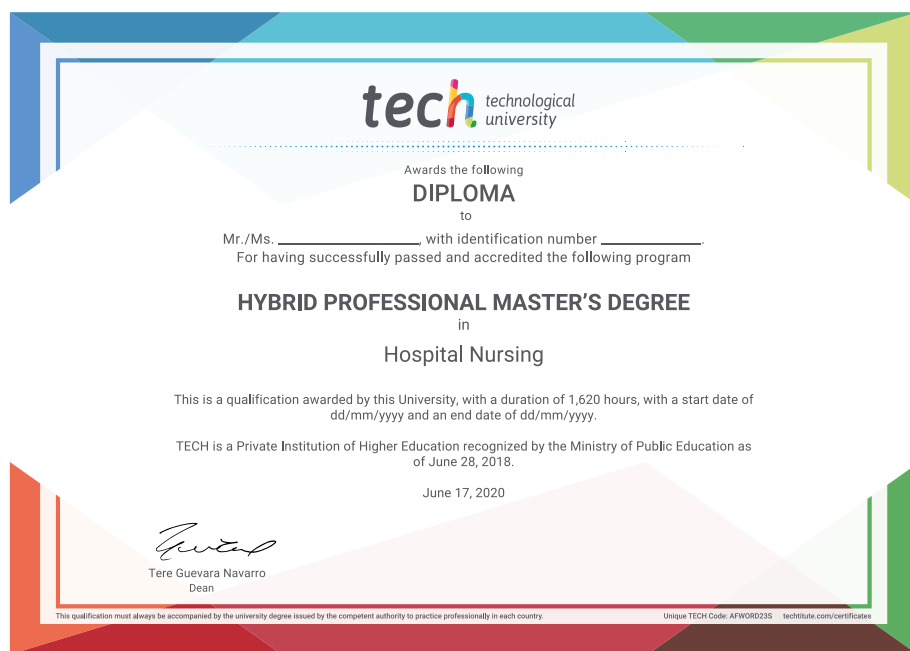 tech technological
university
Awards the following
DIPLOMA
to
Mr./Ms. ____________, with identification number ____________.
For having successfully passed and accredited the following program
HYBRID PROFESSIONAL MASTER'S DEGREE
in
Hospital Nursing
This is a qualification awarded by this University, with a duration of 1,620 hours, with a start date of
dd/mm/yyyy and an end date of dd/mm/yyyy.
TECH is a Private Institution of Higher Education recognized by the Ministry of Public Education as
of June 28, 2018.
June 17, 2020
Tere Guevara Navarro
Dean
This qualification must always be accompanied by the university degree issued by the competent authority to practice professionally in each country. Unique TECH Code: AFWORD23S techtitute.com/certificates